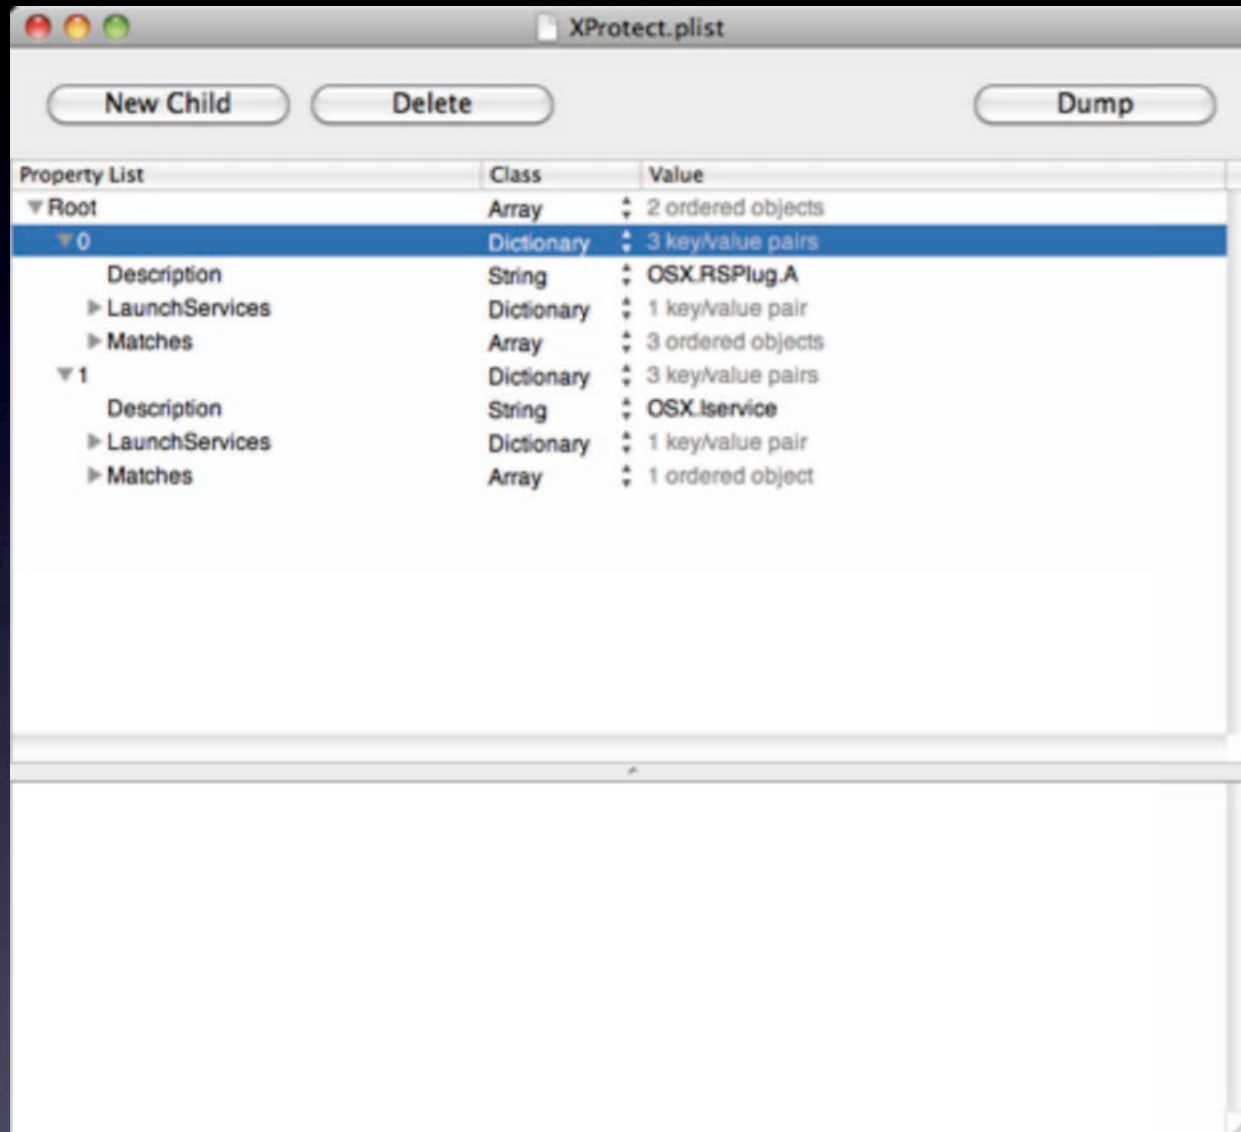 XProtect.plist
New Child Delete Dump
Property List Class Value
Root Array 2 ordered objects
0 Dictionary 3 key/value pairs
Description String OSX.RSPlug.A
LaunchServices Dictionary 1 key/value pair
Matches Array 3 ordered objects
1 Dictionary 3 key/value pairs
Description String OSX.Iservice
LaunchServices Dictionary 1 key/value pair
Matches Array 1 ordered object